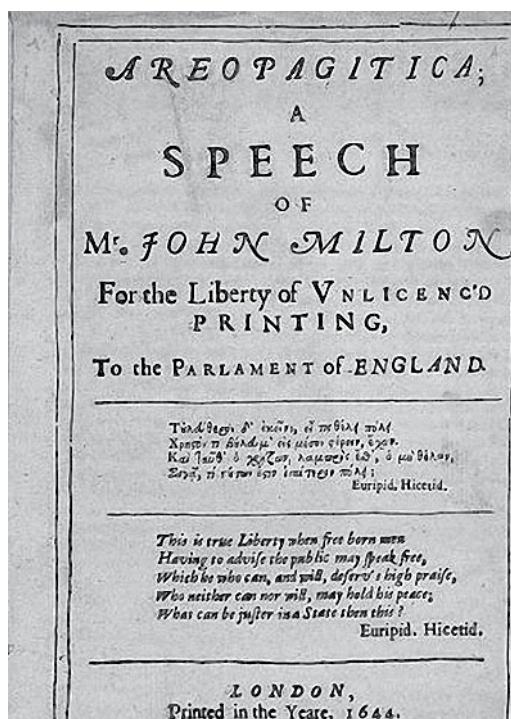 AREOPAGITICA;
A
SPEECH
OF
Mr. JOHN MILTON
For the Liberty of VNLICENC'D
PRINTING,
To the PARLAMENT of ENGLAND.
Euripid. Hicetid.
This is true Liberty when free born men
Having to advise the public may speak free,
Which he who can, and will, deserv's high praise,
Who neither can nor will, may hold his peace;
What can be juster in a State then this?
Euripid. Hicetid.
LONDON,
Printed in the Yeare, 1644.